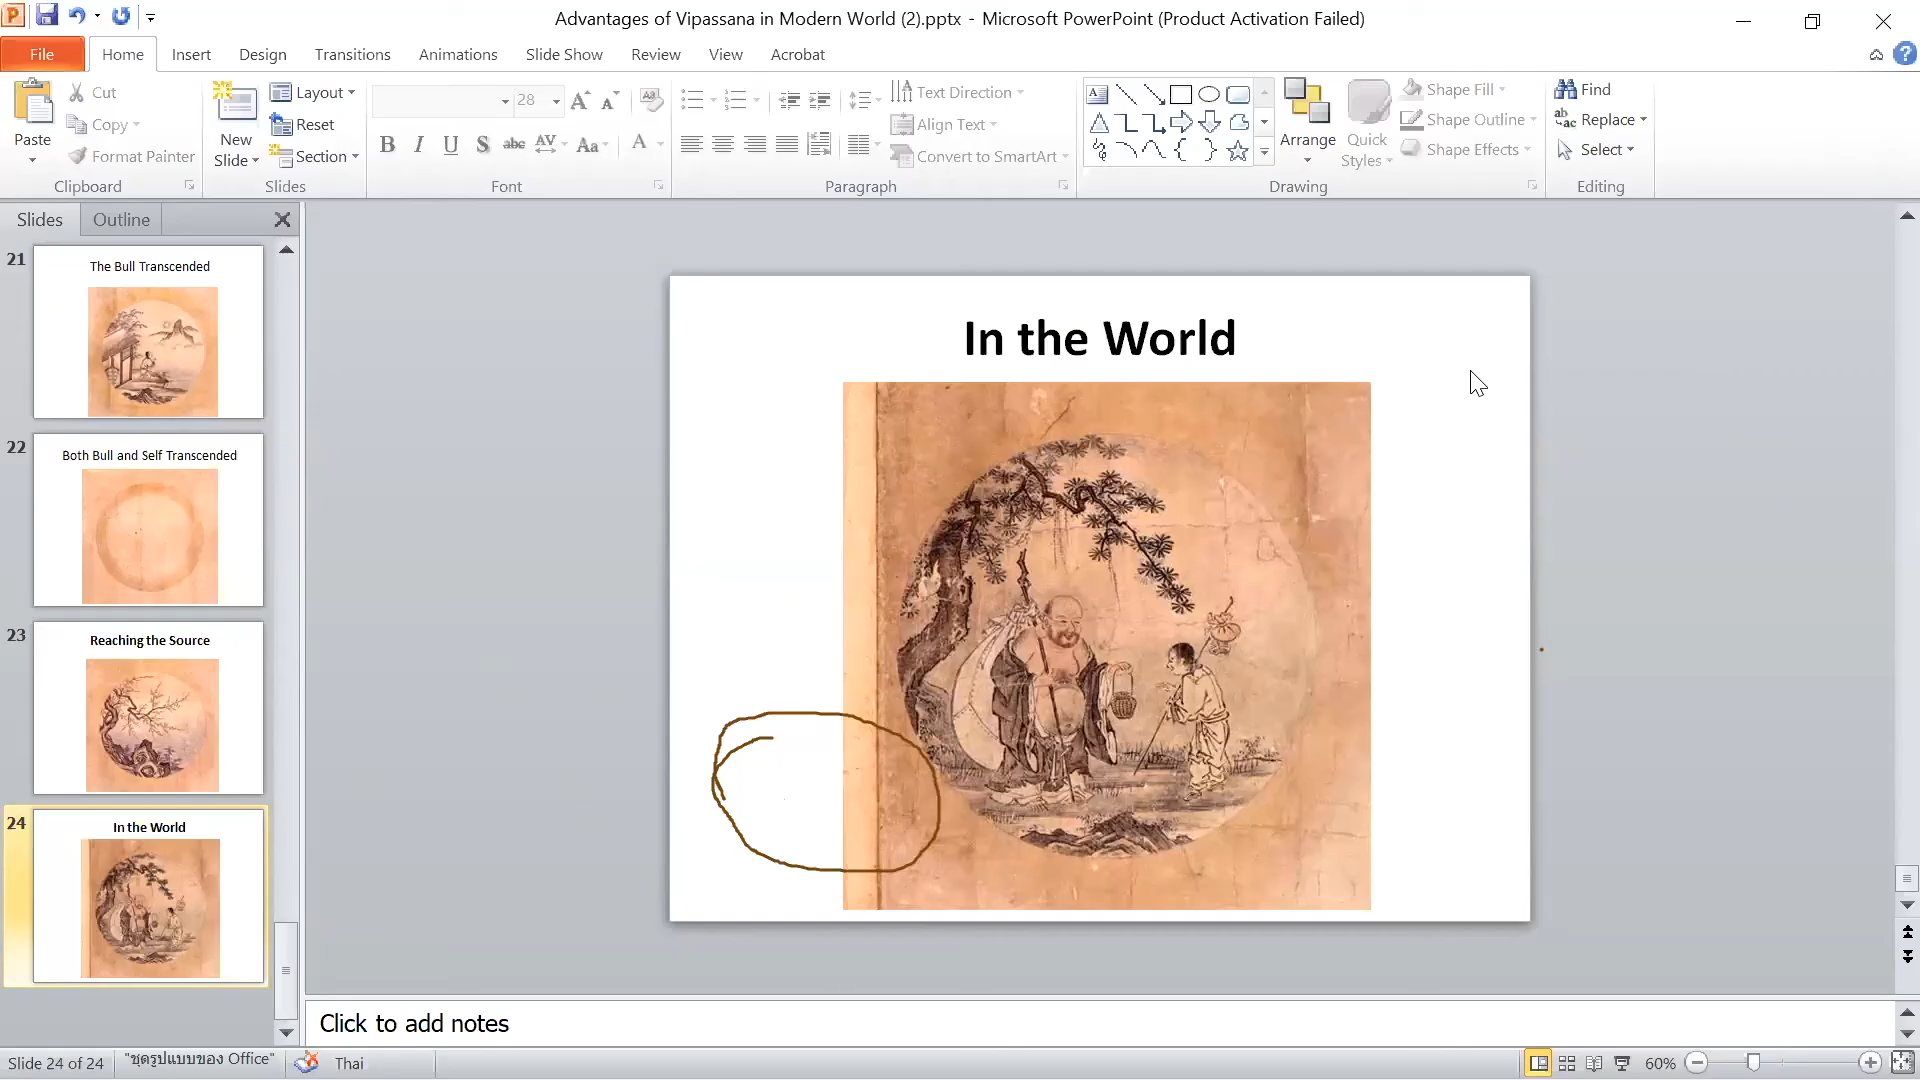 Advantages of Vipassana in Modern World (2).pptx - Microsoft PowerPoint (Product Activation Failed)
File Home Insert Design Transitions Animations Slide Show Review View Acrobat
Paste
Cut
Copy
Format Painter
Clipboard
New Slide
Layout
Reset
Section
Slides
28
B I U S abc AV Aa A
Font
Text Direction
Align Text
Convert to SmartArt
Paragraph
Arrange
Quick Styles
Shape Fill
Shape Outline
Shape Effects
Drawing
Find
Replace
Select
Editing
Slides Outline
21
The Bull Transcended
22
Both Bull and Self Transcended
23
Reaching the Source
24
In the World
In the World
Click to add notes
Slide 24 of 24 "ชุดรูปแบบของ Office" Thai 60%